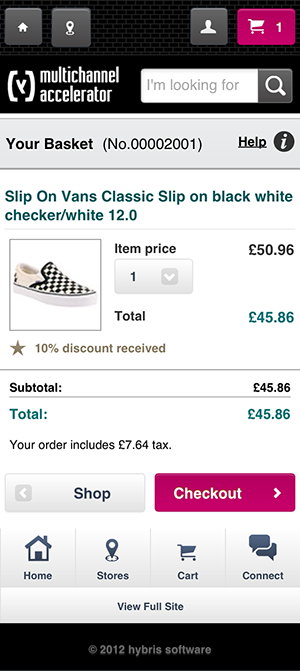 1
multichannel
accelerator
I'm looking for
Your Basket (No.00002001) Help i
Slip On Vans Classic Slip on black white
checker/white 12.0
Item price £50.96
1
Total £45.86
10% discount received
Subtotal: £45.86
Total: £45.86
Your order includes £7.64 tax.
Shop Checkout
Home Stores Cart Connect
View Full Site
© 2012 hybris software